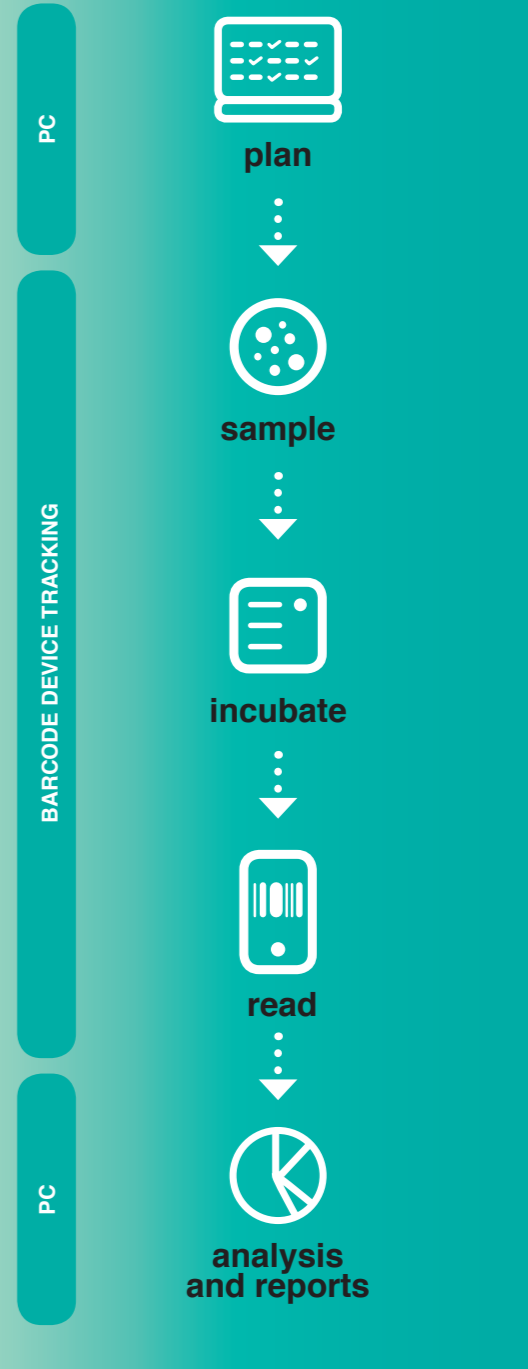 PC
plan
BARCODE DEVICE TRACKING
sample
incubate
read
PC
analysis
and reports